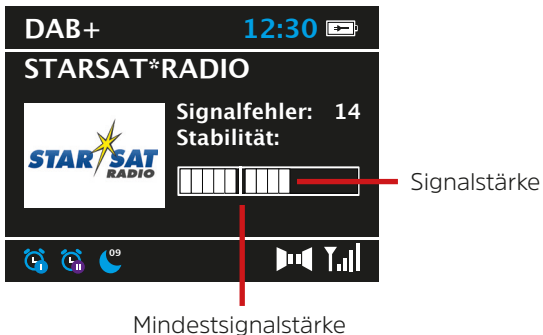 DAB+ 12:30
STARSAT*RADIO
Signalfehler: 14
Stabilität:
STAR SAT
RADIO
Signalstärke
09
Mindestsignalstärke